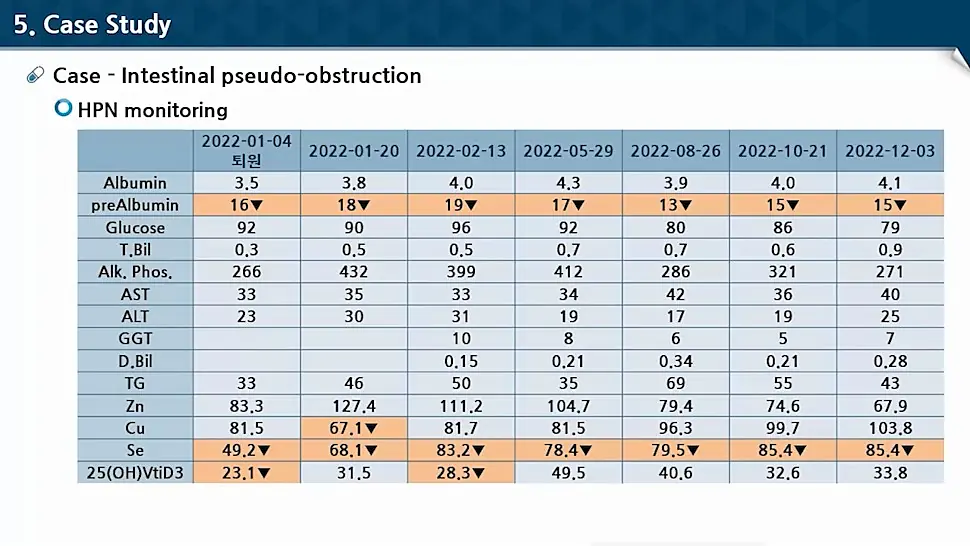 5. Case Study
Case - Intestinal pseudo-obstruction
HPN monitoring
2022-01-04 퇴원 2022-01-20 2022-02-13 2022-05-29 2022-08-26 2022-10-21 2022-12-03
Albumin 3.5 3.8 4.0 4.3 3.9 4.0 4.1
preAlbumin 16▼ 18▼ 19▼ 17▼ 13▼ 15▼ 15▼
Glucose 92 90 96 92 80 86 79
T.Bil 0.3 0.5 0.5 0.7 0.7 0.6 0.9
Alk. Phos. 266 432 399 412 286 321 271
AST 33 35 33 34 42 36 40
ALT 23 30 31 19 17 19 25
GGT 10 8 6 5 7
D.Bil 0.15 0.21 0.34 0.21 0.28
TG 33 46 50 35 69 55 43
Zn 83.3 127.4 111.2 104.7 79.4 74.6 67.9
Cu 81.5 67.1▼ 81.7 81.5 96.3 99.7 103.8
Se 49.2▼ 68.1▼ 83.2▼ 78.4▼ 79.5▼ 85.4▼ 85.4▼
25(OH)VtiD3 23.1▼ 31.5 28.3▼ 49.5 40.6 32.6 33.8